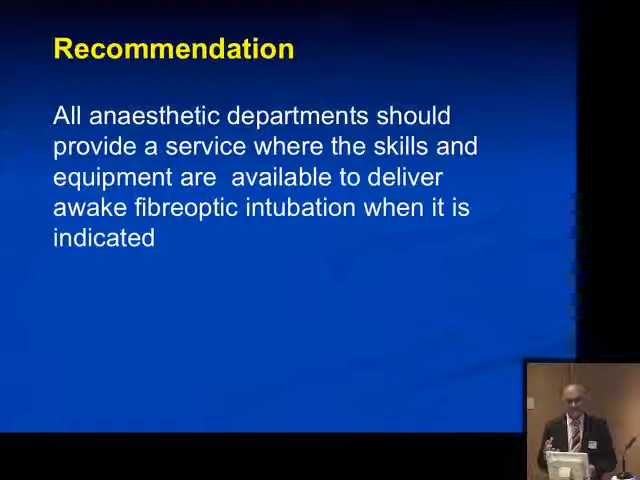 Recommendation
All anaesthetic departments should
provide a service where the skills and
equipment are  available to deliver
awake fibreoptic intubation when it is
indicated